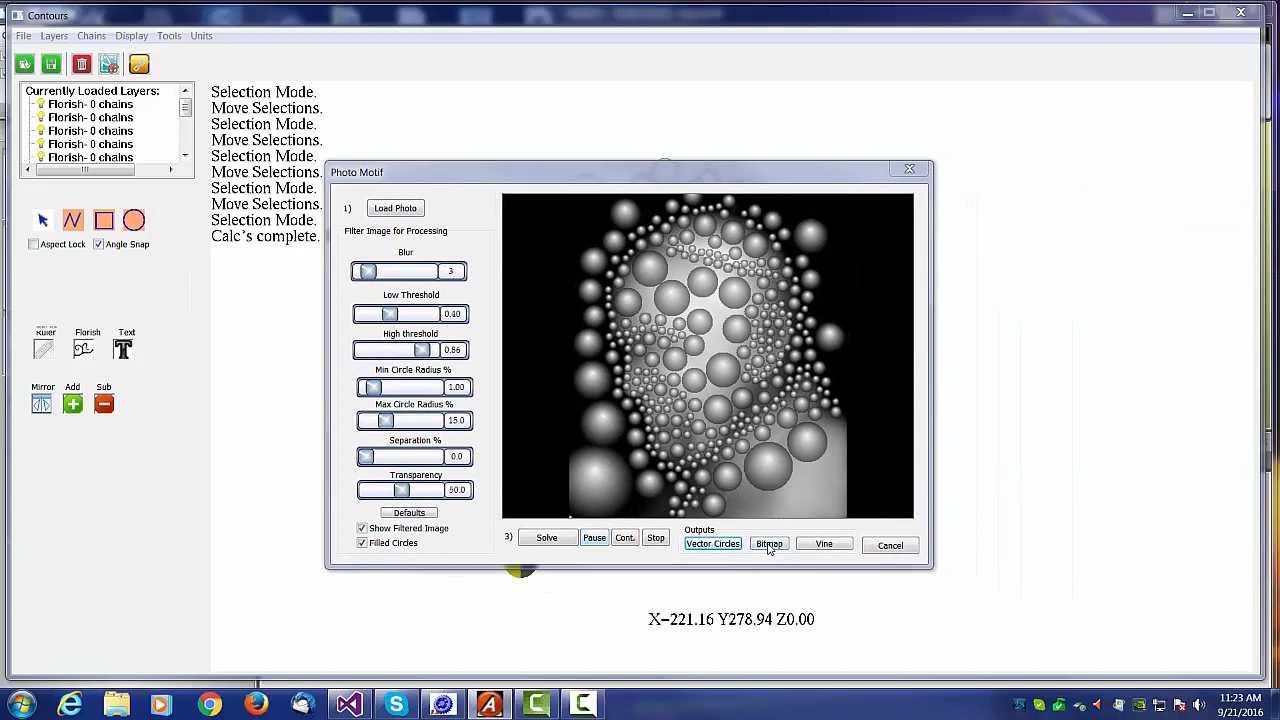 Contours
File Layers Chains Display Tools Units
Currently Loaded Layers:
Florish- 0 chains
Florish- 0 chains
Florish- 0 chains
Florish- 0 chains
Florish- 0 chains
Aspect Lock Angle Snap
Ruler Florish Text
Mirror Add Sub
Selection Mode.
Move Selections.
Selection Mode.
Move Selections.
Selection Mode.
Move Selections.
Selection Mode.
Move Selections.
Selection Mode.
Calc's complete.
Photo Motif
1) Load Photo
Filter Image for Processing
Blur
3
Low Threshold
0.40
High threshold
0.86
Min Circle Radius %
1.00
Max Circle Radius %
15.0
Separation %
0.0
Transparency
50.0
Defaults
Show Filtered Image
Filled Circles
3) Solve Pause Cont. Stop
Outputs
Vector Circles Bitmap Vine Cancel
X-221.16 Y278.94 Z0.00
11:23 AM
9/21/2016